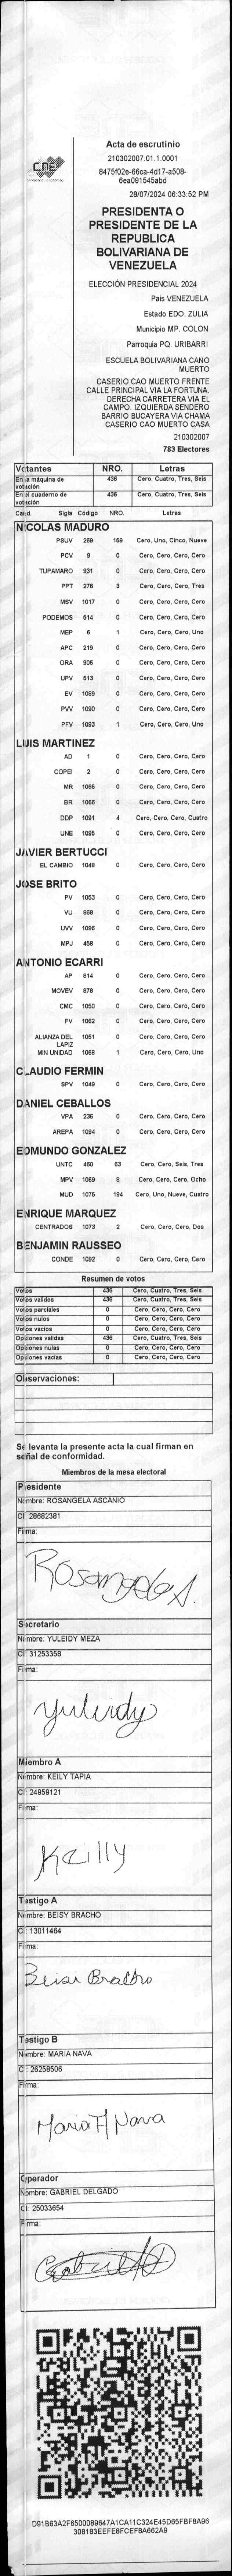 CNE
Acta de escrutinio
210302007.01.1.0001
8475f02e-66ca-4d17-a508-
6ea091545abd
28/07/2024 06:33:52 PM
PRESIDENTA O
PRESIDENTE DE LA
REPUBLICA
BOLIVARIANA DE
VENEZUELA
ELECCIÓN PRESIDENCIAL 2024
Pais VENEZUELA
Estado EDO. ZULIA
Municipio MP. COLON
Parroquia PQ. URIBARRI
ESCUELA BOLIVARIANA CAÑO
MUERTO
CASERIO CAO MUERTO FRENTE
CALLE PRINCIPAL VIA LA FORTUNA.
DERECHA CARRETERA VIA EL
CAMPO. IZQUIERDA SENDERO
BARRIO BUCAYERA VIA CHAMA
CASERIO CAO MUERTO CASA
210302007
783 Electores
Votantes NRO. Letras
En la máquina de votación 436 Cero, Cuatro, Tres, Seis
En el cuaderno de votación 436 Cero, Cuatro, Tres, Seis
Cand. Sigla Código NRO. Letras
NICOLAS MADURO
PSUV 269 159 Cero, Uno, Cinco, Nueve
PCV 9 0 Cero, Cero, Cero, Cero
TUPAMARO 931 0 Cero, Cero, Cero, Cero
PPT 276 3 Cero, Cero, Cero, Tres
MSV 1017 0 Cero, Cero, Cero, Cero
PODEMOS 514 0 Cero, Cero, Cero, Cero
MEP 6 1 Cero, Cero, Cero, Uno
APC 219 0 Cero, Cero, Cero, Cero
ORA 906 0 Cero, Cero, Cero, Cero
UPV 513 0 Cero, Cero, Cero, Cero
EV 1089 0 Cero, Cero, Cero, Cero
PVV 1090 0 Cero, Cero, Cero, Cero
PFV 1093 1 Cero, Cero, Cero, Uno
LUIS MARTINEZ
AD 1 0 Cero, Cero, Cero, Cero
COPEI 2 0 Cero, Cero, Cero, Cero
MR 1065 0 Cero, Cero, Cero, Cero
BR 1066 0 Cero, Cero, Cero, Cero
DDP 1091 4 Cero, Cero, Cero, Cuatro
UNE 1095 0 Cero, Cero, Cero, Cero
JAVIER BERTUCCI
EL CAMBIO 1048 0 Cero, Cero, Cero, Cero
JOSE BRITO
PV 1053 0 Cero, Cero, Cero, Cero
VU 868 0 Cero, Cero, Cero, Cero
UVV 1096 0 Cero, Cero, Cero, Cero
MPJ 458 0 Cero, Cero, Cero, Cero
ANTONIO ECARRI
AP 814 0 Cero, Cero, Cero, Cero
MOVEV 878 0 Cero, Cero, Cero, Cero
CMC 1050 0 Cero, Cero, Cero, Cero
FV 1062 0 Cero, Cero, Cero, Cero
ALIANZA DEL LAPIZ 1051 0 Cero, Cero, Cero, Cero
MIN UNIDAD 1068 1 Cero, Cero, Cero, Uno
CLAUDIO FERMIN
SPV 1049 0 Cero, Cero, Cero, Cero
DANIEL CEBALLOS
VPA 236 0 Cero, Cero, Cero, Cero
AREPA 1094 0 Cero, Cero, Cero, Cero
EDMUNDO GONZALEZ
UNTC 460 63 Cero, Cero, Seis, Tres
MPV 1069 8 Cero, Cero, Cero, Ocho
MUD 1075 194 Cero, Uno, Nueve, Cuatro
ENRIQUE MARQUEZ
CENTRADOS 1073 2 Cero, Cero, Cero, Dos
BENJAMIN RAUSSEO
CONDE 1092 0 Cero, Cero, Cero, Cero
Resumen de votos
Votos 436 Cero, Cuatro, Tres, Seis
Votos validos 436 Cero, Cuatro, Tres, Seis
Votos parciales 0 Cero, Cero, Cero, Cero
Votos nulos 0 Cero, Cero, Cero, Cero
Votos vacios 0 Cero, Cero, Cero, Cero
Opciones validas 436 Cero, Cuatro, Tres, Seis
Opciones nulas 0 Cero, Cero, Cero, Cero
Opciones vacias 0 Cero, Cero, Cero, Cero
Observaciones:
Se levanta la presente acta la cual firman en
señal de conformidad.
Miembros de la mesa electoral
Presidente
Nombre: ROSANGELA ASCANIO
CI: 28682381
Firma:
Rosangela A.
Secretario
Nombre: YULEIDY MEZA
CI: 31253358
Firma:
Yuleidy
Miembro A
Nombre: KEILY TAPIA
CI: 24959121
Firma:
Keilly
Testigo A
Nombre: BEISY BRACHO
CI: 13011464
Firma:
Beisi Bracho
Testigo B
Nombre: MARIA NAVA
CI: 26258506
Firma:
Maria F Nava
Operador
Nombre: GABRIEL DELGADO
CI: 25033654
Firma:
D91B63A2F6500089647A1CA11C324E45D65FBF8A96
308183EEFE8FCEF8A662A9